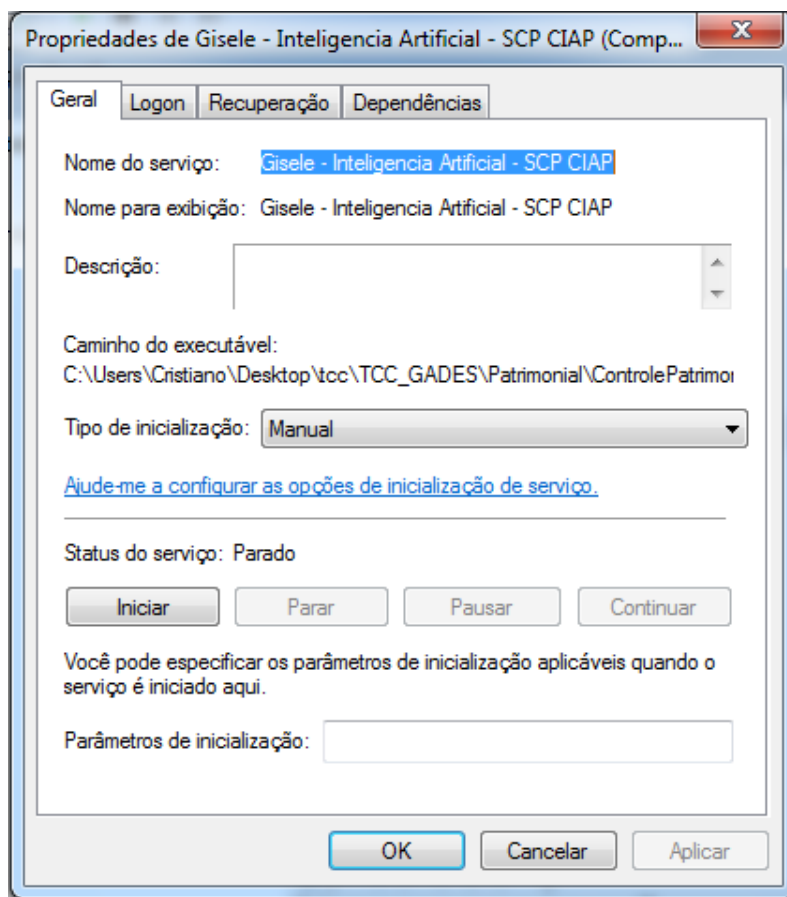 Propriedades de Gisele - Inteligencia Artificial - SCP CIAP (Comp...
Geral Logon Recuperação Dependências
Nome do serviço: Gisele - Inteligencia Artificial - SCP CIAP
Nome para exibição: Gisele - Inteligencia Artificial - SCP CIAP
Descrição:
Caminho do executável:
C:\Users\Cristiano\Desktop\tcc\TCC_GADES\Patrimonial\ControlePatrimor
Tipo de inicialização: Manual
Ajude-me a configurar as opções de inicialização de serviço.
Status do serviço: Parado
Iniciar Parar Pausar Continuar
Você pode especificar os parâmetros de inicialização aplicáveis quando o
serviço é iniciado aqui.
Parâmetros de inicialização:
OK Cancelar Aplicar